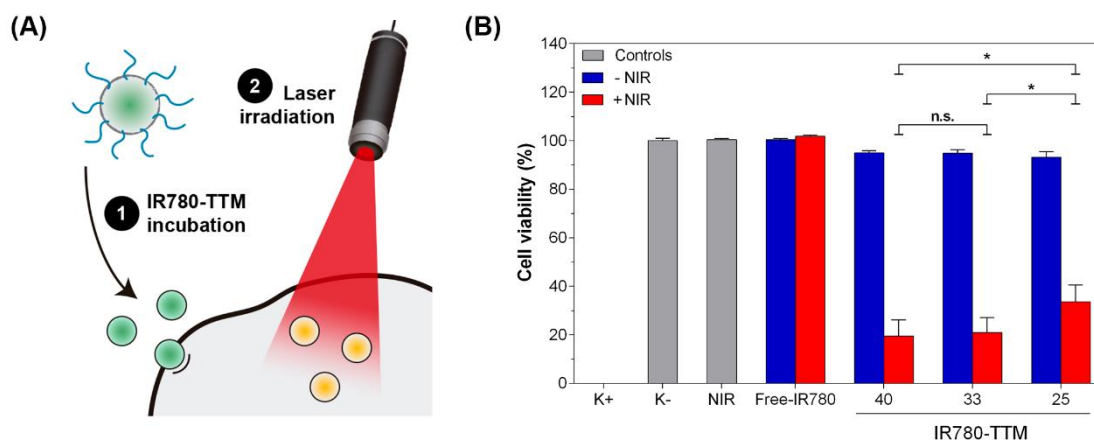 (A)
2 Laser
irradiation
1 IR780-TTM
incubation
(B)
Cell viability (%)
140
120
100
80
60
40
20
0
Controls
- NIR
+ NIR
*
*
n.s.
K+ K- NIR Free-IR780 40 33 25
IR780-TTM